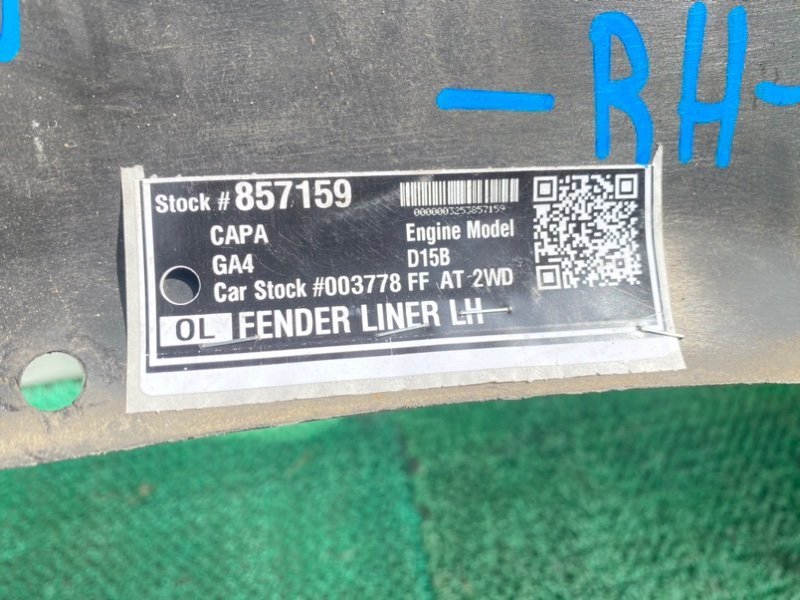 -RH-
Stock # 857159
0000003253857159
CAPA
Engine Model
GA4
D15B
Car Stock #003778 FF AT 2WD
OL FENDER LINER LH